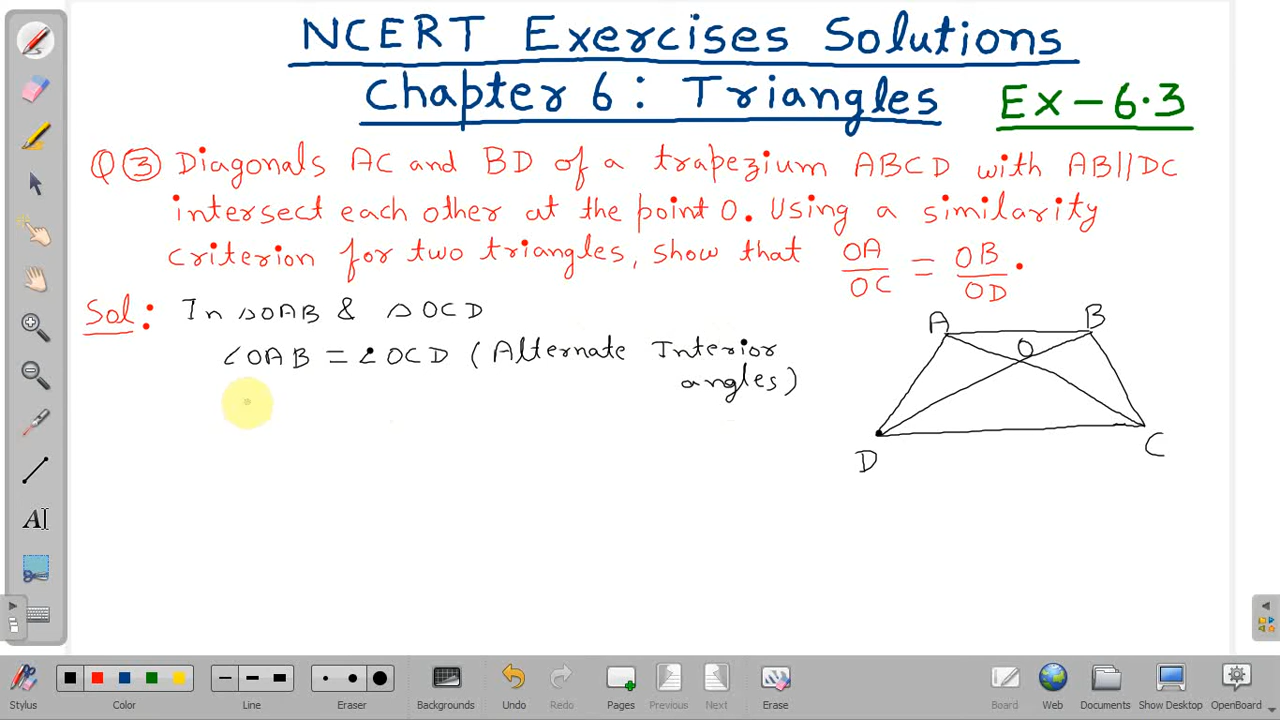 NCERT Exercises Solutions
Chapter 6 : Triangles Ex - 6.3
Q ③ Diagonals AC and BD of a trapezium ABCD with AB||DC
intersect each other at the point O. Using a similarity
criterion for two triangles, show that OA/OC = OB/OD.
Sol: In △OAB & △OCD
∠OAB = ∠OCD (Alternate Interior
angles)
A B
O
D C
AI
Stylus Color Line Eraser Backgrounds Undo Redo Pages Previous Next Erase Board Web Documents Show Desktop OpenBoard